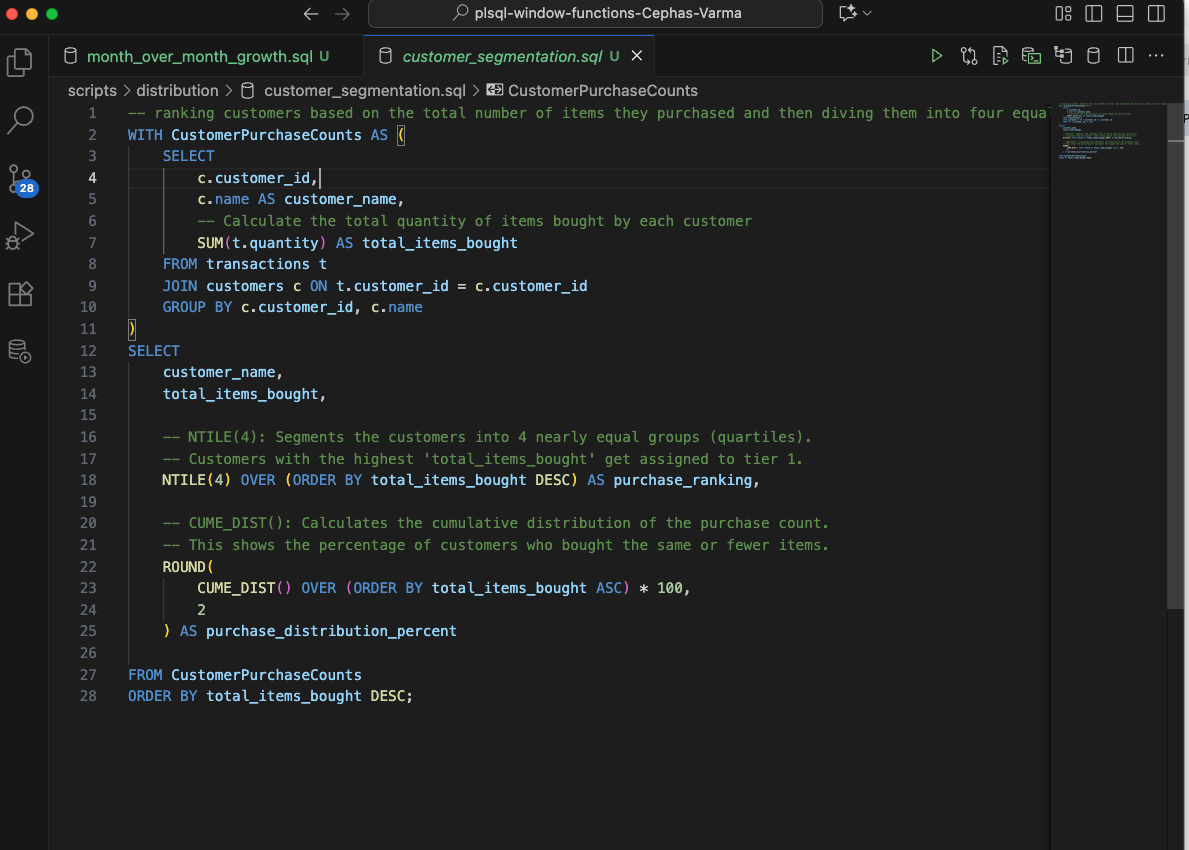 plsql-window-functions-Cephas-Varma
month_over_month_growth.sql U
customer_segmentation.sql U
scripts > distribution > customer_segmentation.sql > CustomerPurchaseCounts
28
1 -- ranking customers based on the total number of items they purchased and then diving them into four equa
2 WITH CustomerPurchaseCounts AS (
3 SELECT
4 c.customer_id,
5 c.name AS customer_name,
6 -- Calculate the total quantity of items bought by each customer
7 SUM(t.quantity) AS total_items_bought
8 FROM transactions t
9 JOIN customers c ON t.customer_id = c.customer_id
10 GROUP BY c.customer_id, c.name
11 )
12 SELECT
13 customer_name,
14 total_items_bought,
15
16 -- NTILE(4): Segments the customers into 4 nearly equal groups (quartiles).
17 -- Customers with the highest 'total_items_bought' get assigned to tier 1.
18 NTILE(4) OVER (ORDER BY total_items_bought DESC) AS purchase_ranking,
19
20 -- CUME_DIST(): Calculates the cumulative distribution of the purchase count.
21 -- This shows the percentage of customers who bought the same or fewer items.
22 ROUND(
23 CUME_DIST() OVER (ORDER BY total_items_bought ASC) * 100,
24 2
25 ) AS purchase_distribution_percent
26
27 FROM CustomerPurchaseCounts
28 ORDER BY total_items_bought DESC;